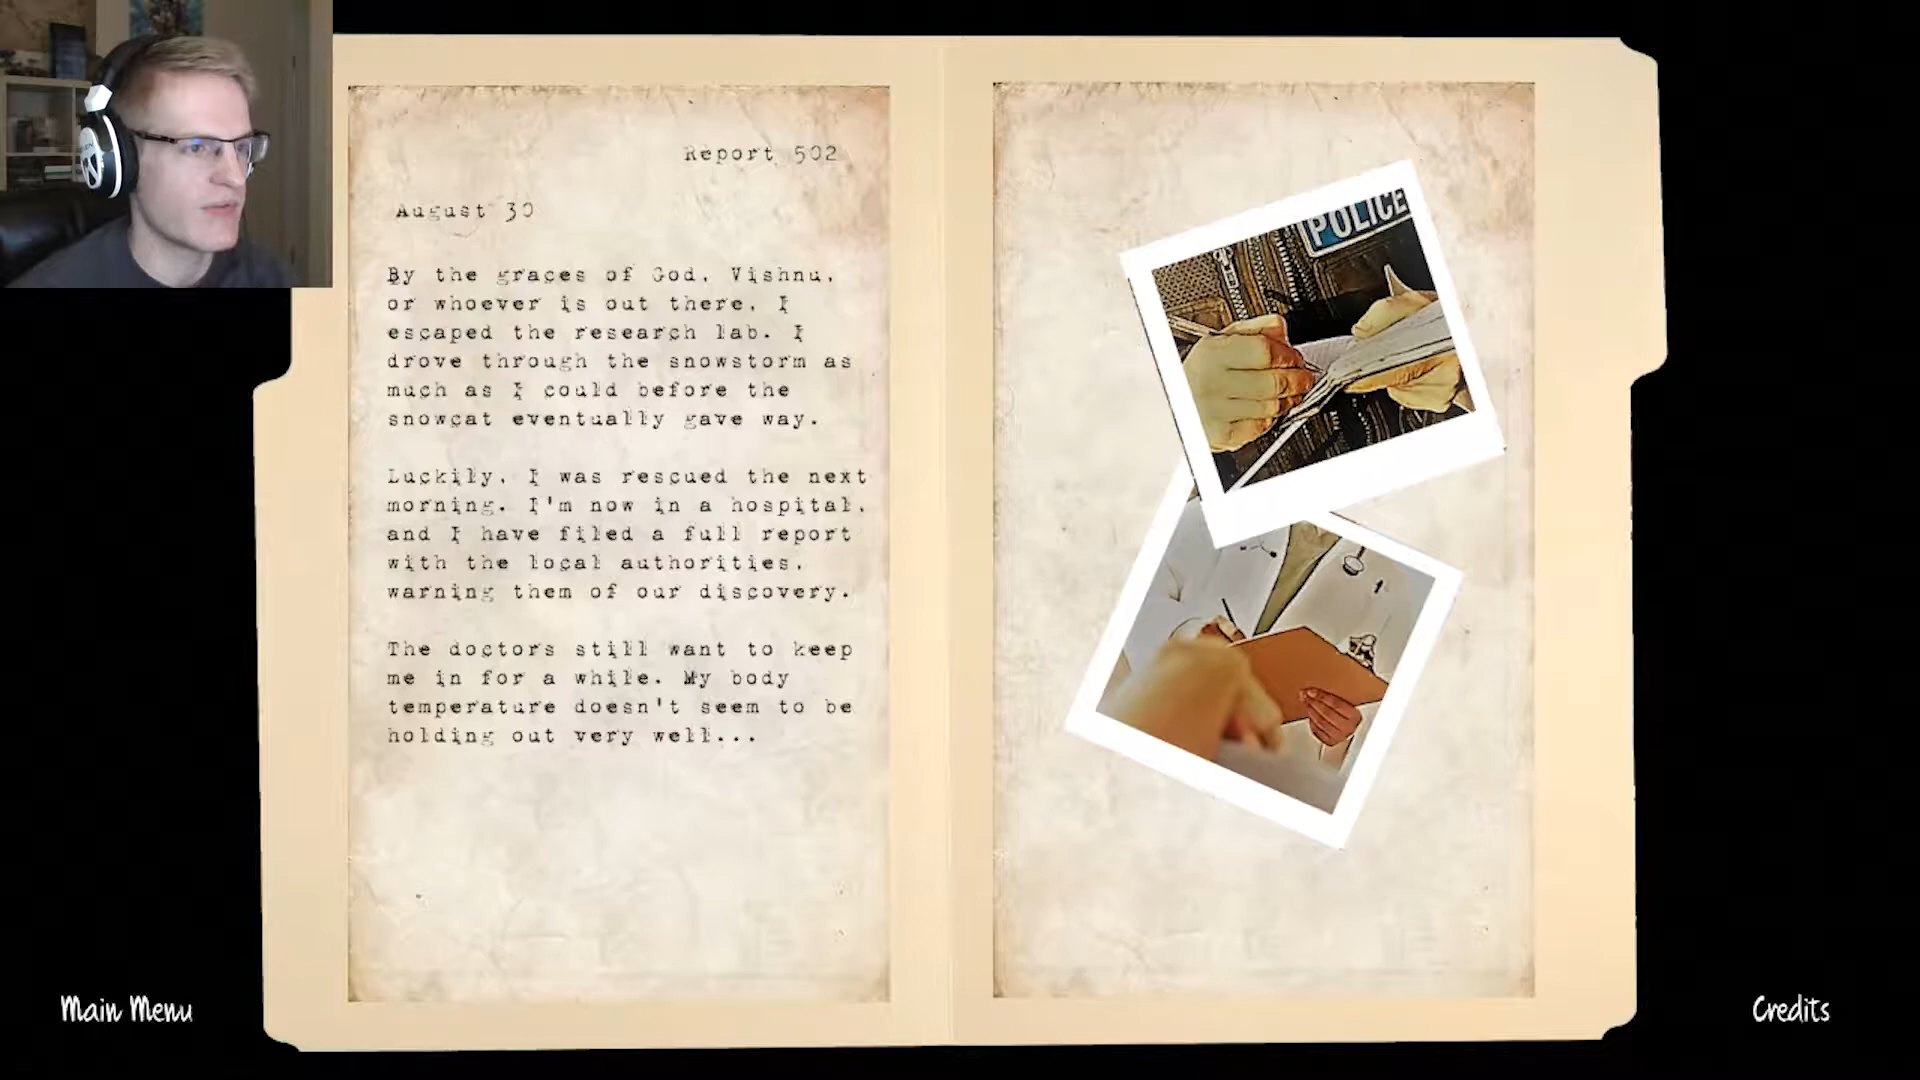 Report 502
August 30
By the graces of God, Vishnu,
or whoever is out there, I
escaped the research lab. I
drove through the snowstorm as
much as I could before the
snowcat eventually gave way.
Luckily, I was rescued the next
morning. I'm now in a hospital,
and I have filed a full report
with the local authorities,
warning them of our discovery.
The doctors still want to keep
me in for a while. My body
temperature doesn't seem to be
holding out very well...
POLICE
Main Menu
Credits